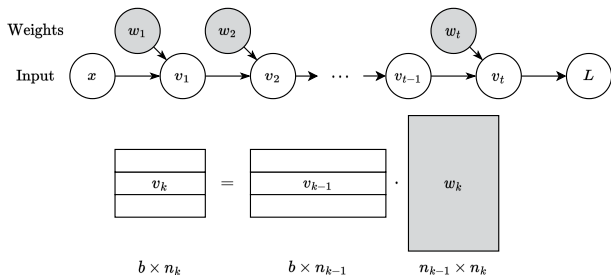 Weights w₁ w₂ wₜ
Input x v₁ v₂ ⋯ vₜ₋₁ vₜ L
vₖ = vₖ₋₁ · wₖ
b × nₖ b × nₖ₋₁ nₖ₋₁ × nₖ